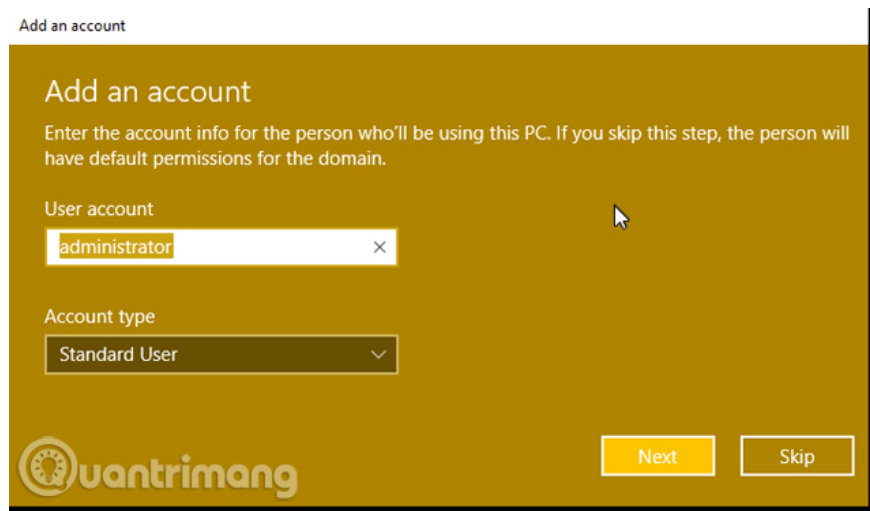 Add an account
Add an account
Enter the account info for the person who'll be using this PC. If you skip this step, the person will
have default permissions for the domain.
User account
administrator
Account type
Standard User
Next
Skip
Quantrimang